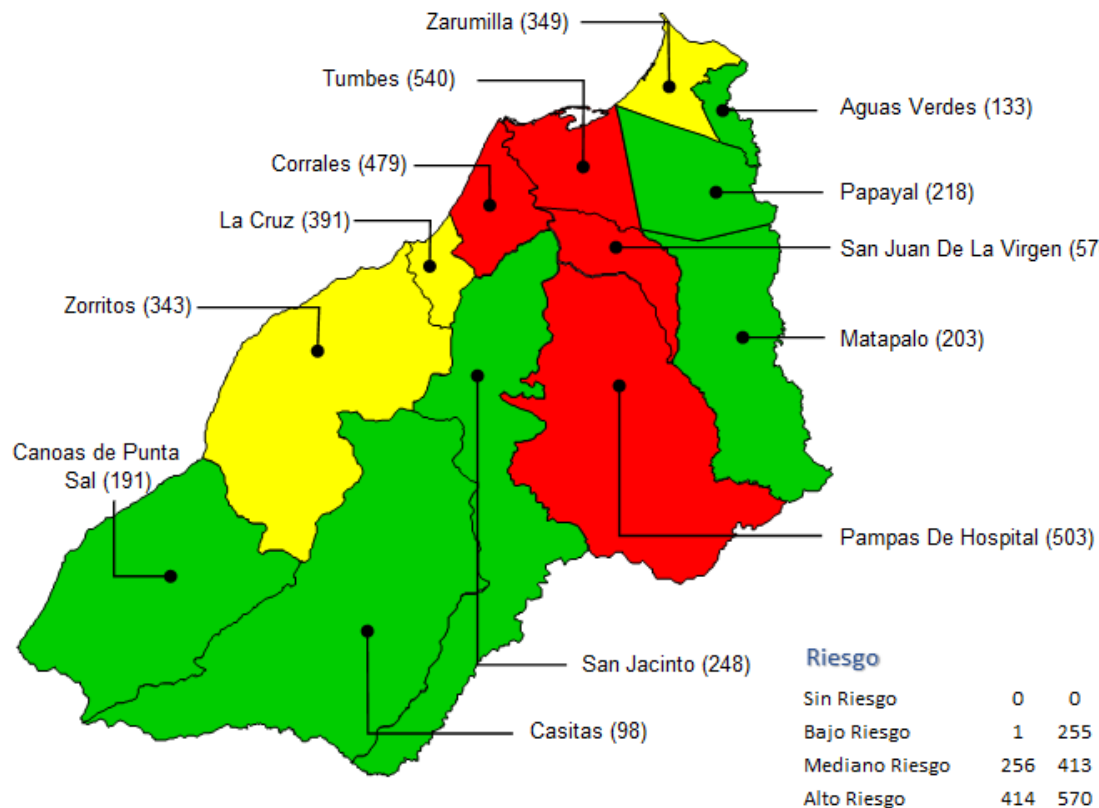 Zarumilla (349)
Tumbes (540)
Aguas Verdes (133)
Corrales (479)
Papayal (218)
La Cruz (391)
San Juan De La Virgen (57
Zorritos (343)
Matapalo (203)
Canoas de Punta
Sal (191)
Pampas De Hospital (503)
San Jacinto (248)
Casitas (98)
Riesgo
Sin Riesgo 0 0
Bajo Riesgo 1 255
Mediano Riesgo 256 413
Alto Riesgo 414 570